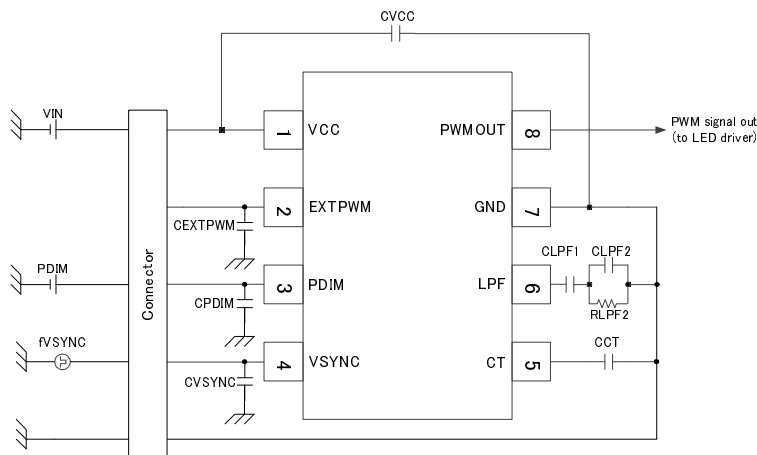 CVCC
VIN
1 VCC
PWMOUT 8
PWM signal out
(to LED driver)
2 EXTPWM
GND 7
CEXTPWM
CLPF1 CLPF2
PDIM
3 PDIM
LPF 6
Connector
CPDIM
RLPF2
fVSYNC
4 VSYNC
CT 5
CCT
CVSYNC